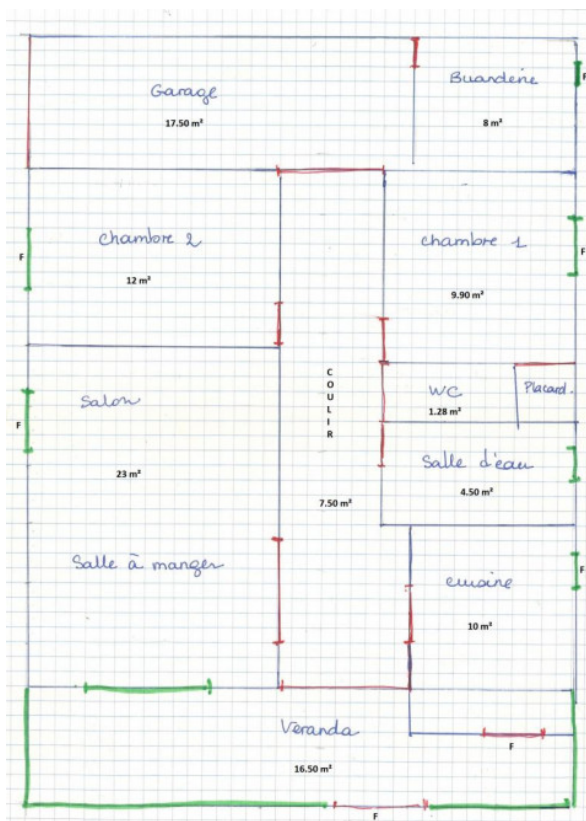 Garage
17.50 m²
Buanderie
8 m²
F
chambre 2
12 m²
F
chambre 1
9.90 m²
F
Salon
F
23 m²
Salle à manger
COULIR
7.50 m²
WC
1.28 m²
Placard.
Salle d'eau
4.50 m²
cuisine
10 m²
F
Véranda
16.50 m²
F
F